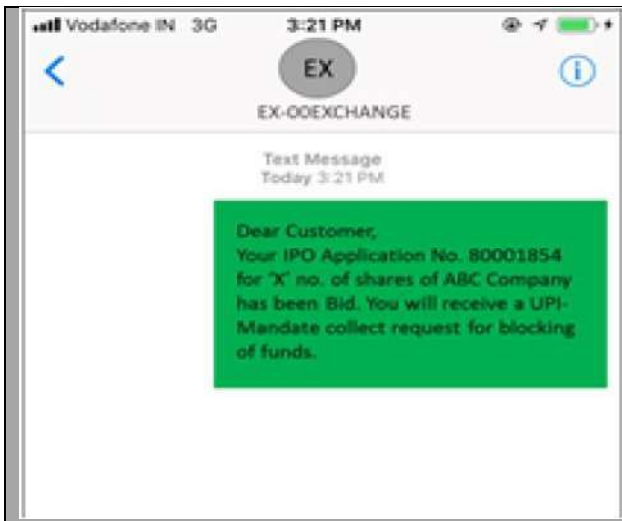 Vodafone IN 3G 3:21 PM
EX
EX-OOEXCHANGE
Text Message
Today 3:21 PM
Dear Customer,
Your IPO Application No. 80001854
for 'X' no. of shares of ABC Company
has been Bid. You will receive a UPI-
Mandate collect request for blocking
of funds.